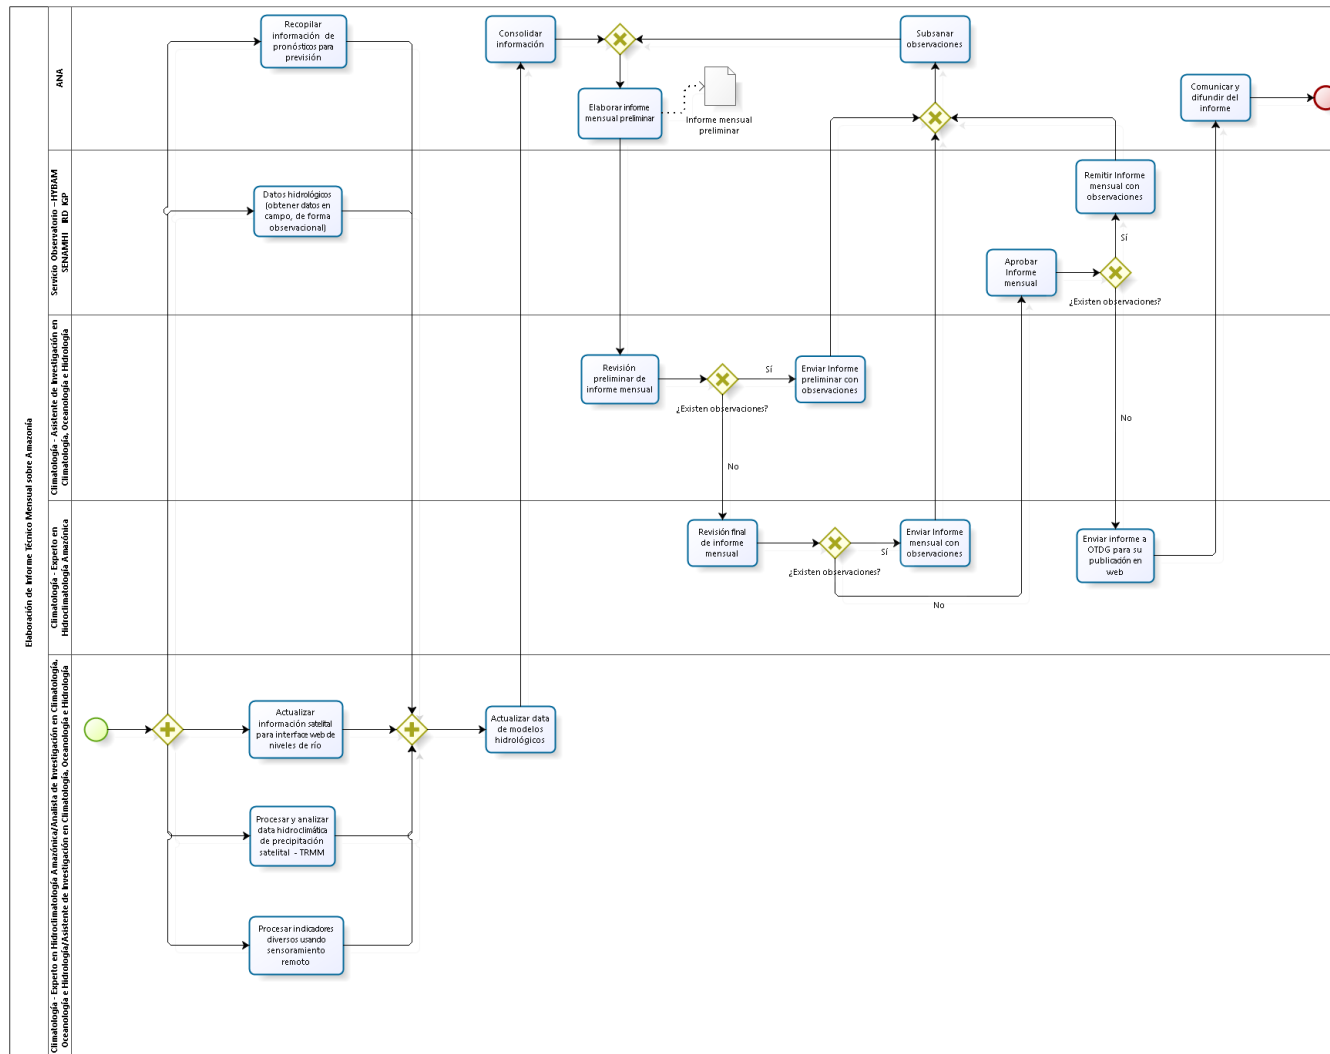 Elaboración de Informe Técnico Mensual sobre Amazonía
ANA
Recopilar
información de
pronósticos para
previsión
Consolidar
información
Subsanar
observaciones
Elaborar informe
mensual preliminar
Informe mensual
preliminar
Comunicar y
difundir del
informe
Servicio Observatorio – HYBAM
SENAMHI IRD IGP
Datos hidrológicos
(obtener datos en
campo, de forma
observacional)
Remitir Informe
mensual con
observaciones
Sí
Aprobar
Informe
mensual
¿Existen observaciones?
Climatología - Asistente de Investigación en
Climatología, Oceanología e Hidrología
Revisión
preliminar de
informe mensual
¿Existen observaciones?
Sí
Enviar Informe
preliminar con
observaciones
No
No
Climatología - Experto en
Hidroclimatología Amazónica
Revisión final
de informe
mensual
¿Existen observaciones?
Sí
Enviar Informe
mensual con
observaciones
No
Enviar informe a
OTDG para su
publicación en
web
Climatología - Experto en Hidroclimatología Amazónica/Analista de Investigación en Climatología,
Oceanología e Hidrología/Asistente de Investigación en Climatología, Oceanología e Hidrología
Actualizar
información satelital
para interface web de
niveles de río
Actualizar data
de modelos
hidrológicos
Procesar y analizar
data hidroclimática
de precipitación
satelital - TRMM
Procesar indicadores
diversos usando
sensoramiento
remoto